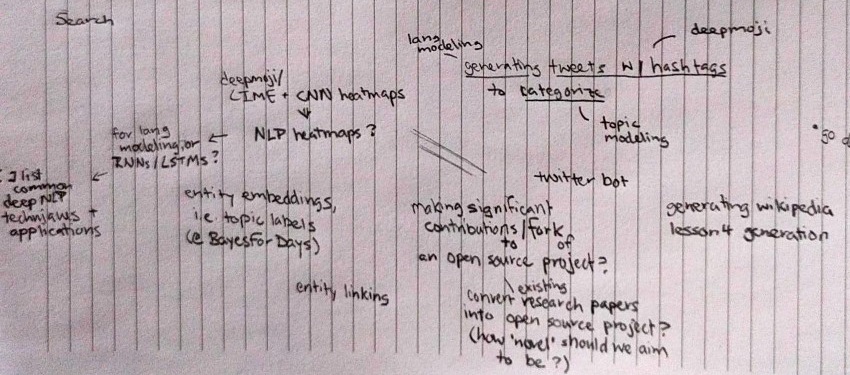 Search
deepmoji
lang
modeling
generating tweets w/ hashtags
to categorize
topic
modeling
deepmoji/
LIME + CNN heatmaps
NLP heatmaps?
for lang
modeling, or
RNNs/LSTMs?
list
common
deep NLP
techniques +
applications
entity embeddings,
i.e. topic labels
(@ BayesForDays)
entity linking
twitter bot
making significant
contributions/fork
to of
an open source project?
existing
convert research papers
into open source project?
(how 'novel' should we aim
to be?)
generating wikipedia
lesson 4 generation
50